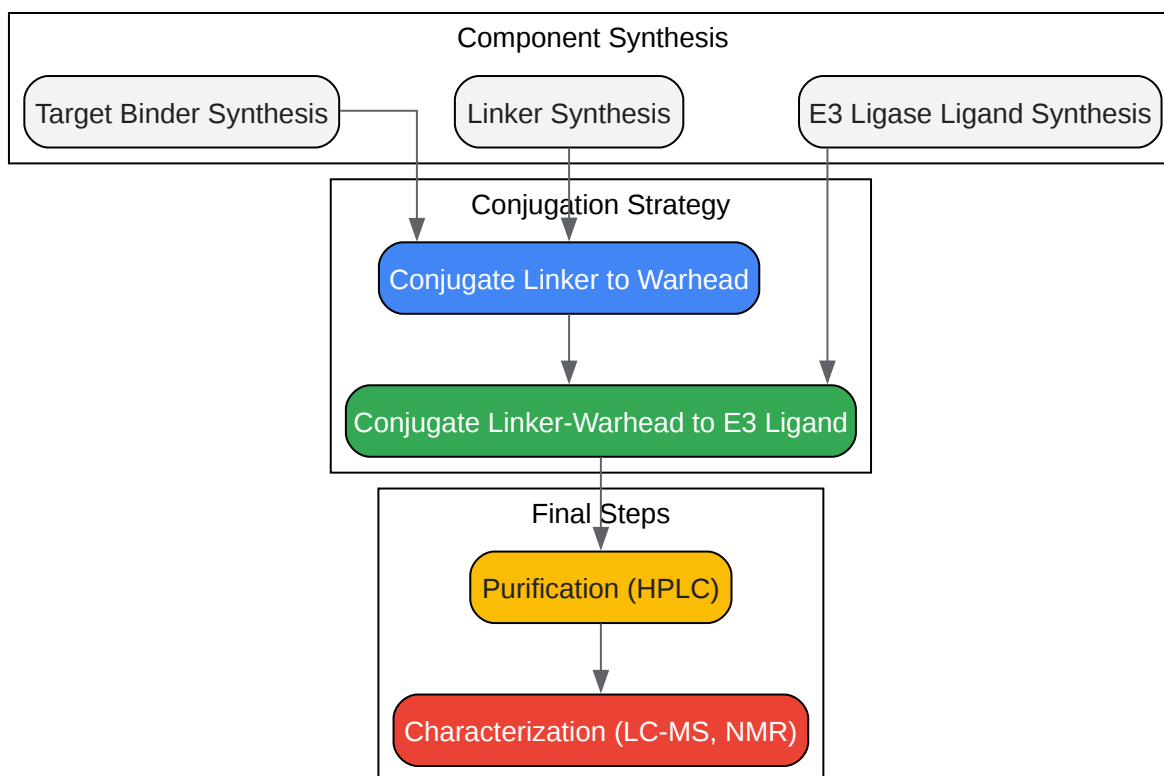 Component Synthesis
Target Binder Synthesis
Linker Synthesis
E3 Ligase Ligand Synthesis
Conjugation Strategy
Conjugate Linker to Warhead
Conjugate Linker-Warhead to E3 Ligand
Final Steps
Purification (HPLC)
Characterization (LC-MS, NMR)